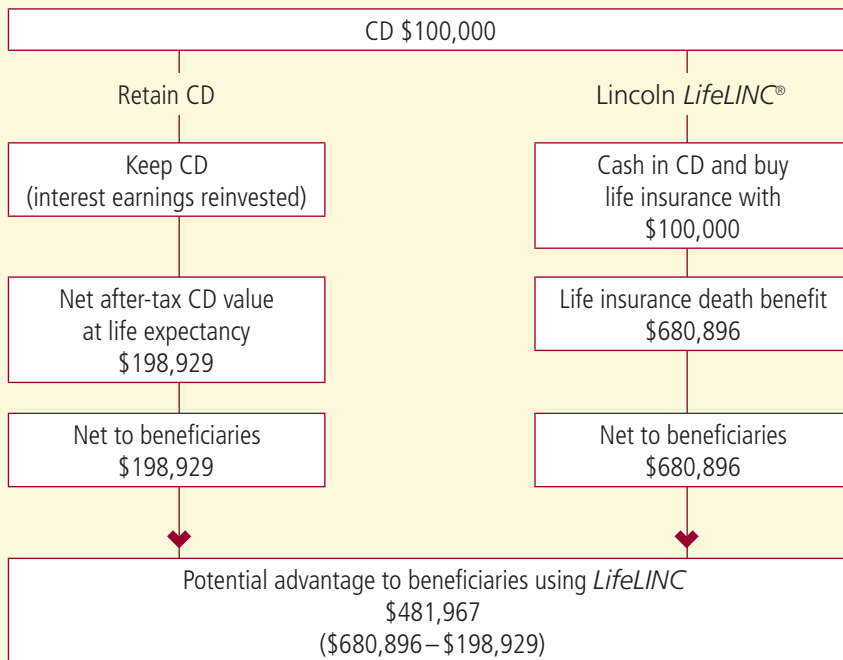 CD $100,000
Retain CD
Keep CD
(interest earnings reinvested)
Net after-tax CD value
at life expectancy
$198,929
Net to beneficiaries
$198,929
Lincoln LifeLINC®
Cash in CD and buy
life insurance with
$100,000
Life insurance death benefit
$680,896
Net to beneficiaries
$680,896
Potential advantage to beneficiaries using LifeLINC
$481,967
($680,896–$198,929)